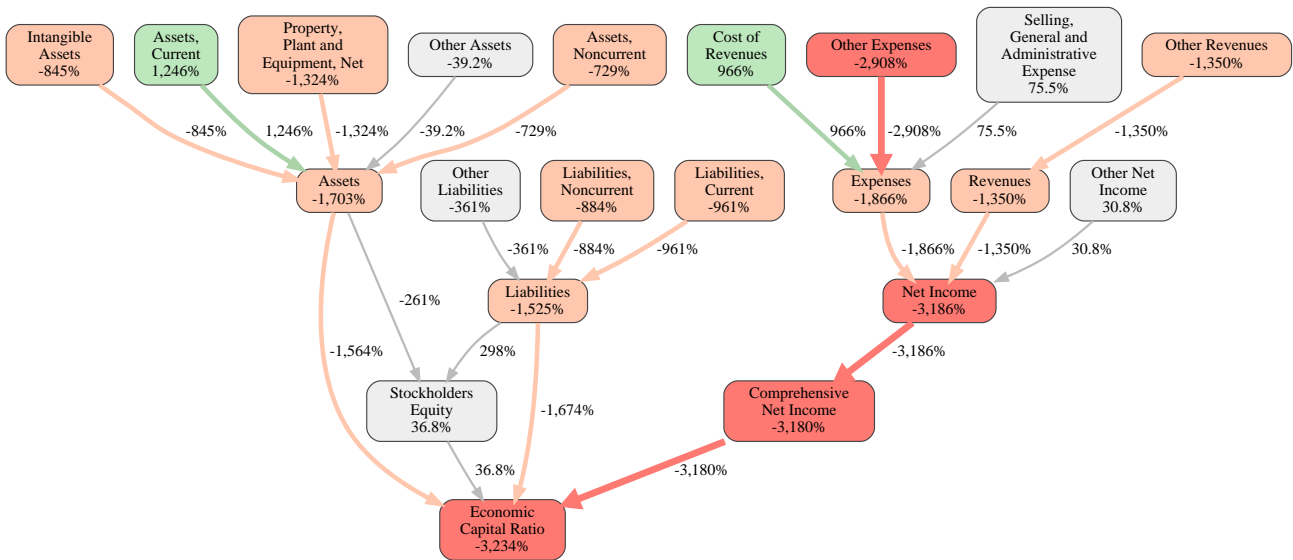 Intangible
Assets
-845%
Assets,
Current
1,246%
Property,
Plant and
Equipment, Net
-1,324%
Other Assets
-39.2%
Assets,
Noncurrent
-729%
Cost of
Revenues
966%
Other Expenses
-2,908%
Selling,
General and
Administrative
Expense
75.5%
Other Revenues
-1,350%
-845%
1,246%
-1,324%
-39.2%
-729%
966%
-2,908%
75.5%
-1,350%
Assets
-1,703%
Other
Liabilities
-361%
Liabilities,
Noncurrent
-884%
Liabilities,
Current
-961%
Expenses
-1,866%
Revenues
-1,350%
Other Net
Income
30.8%
-361%
-884%
-961%
-1,866%
-1,350%
30.8%
-261%
Liabilities
-1,525%
Net Income
-3,186%
-1,564%
298%
-3,186%
Stockholders
Equity
36.8%
-1,674%
Comprehensive
Net Income
-3,180%
36.8%
-3,180%
Economic
Capital Ratio
-3,234%